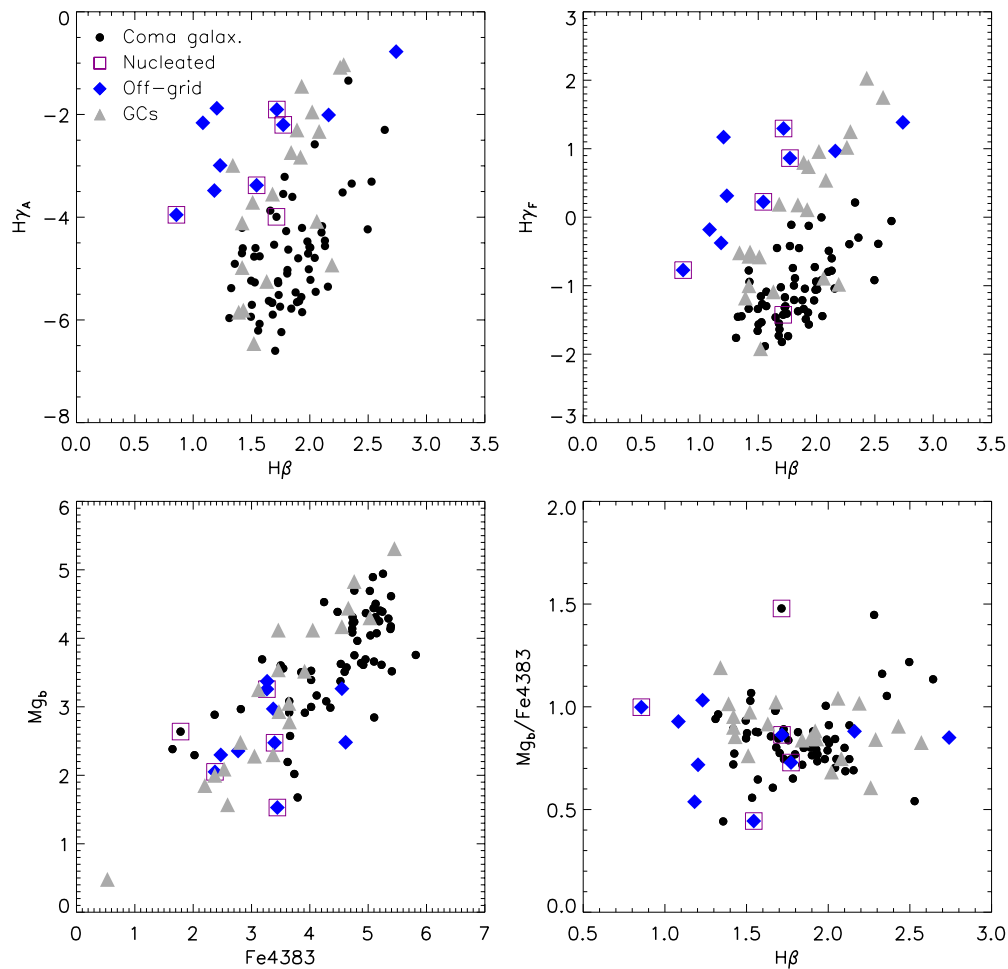 0
−2
−4
−6
−8
HγA
Coma galax.
Nucleated
Off−grid
GCs
0.0 0.5 1.0 1.5 2.0 2.5 3.0 3.5
Hβ
3
2
1
0
−1
−2
−3
HγF
0.0 0.5 1.0 1.5 2.0 2.5 3.0 3.5
Hβ
6
5
4
3
2
1
0
Mgb
0 1 2 3 4 5 6 7
Fe4383
2.0
1.5
1.0
0.5
0.0
Mgb/Fe4383
0.5 1.0 1.5 2.0 2.5 3.0
Hβ